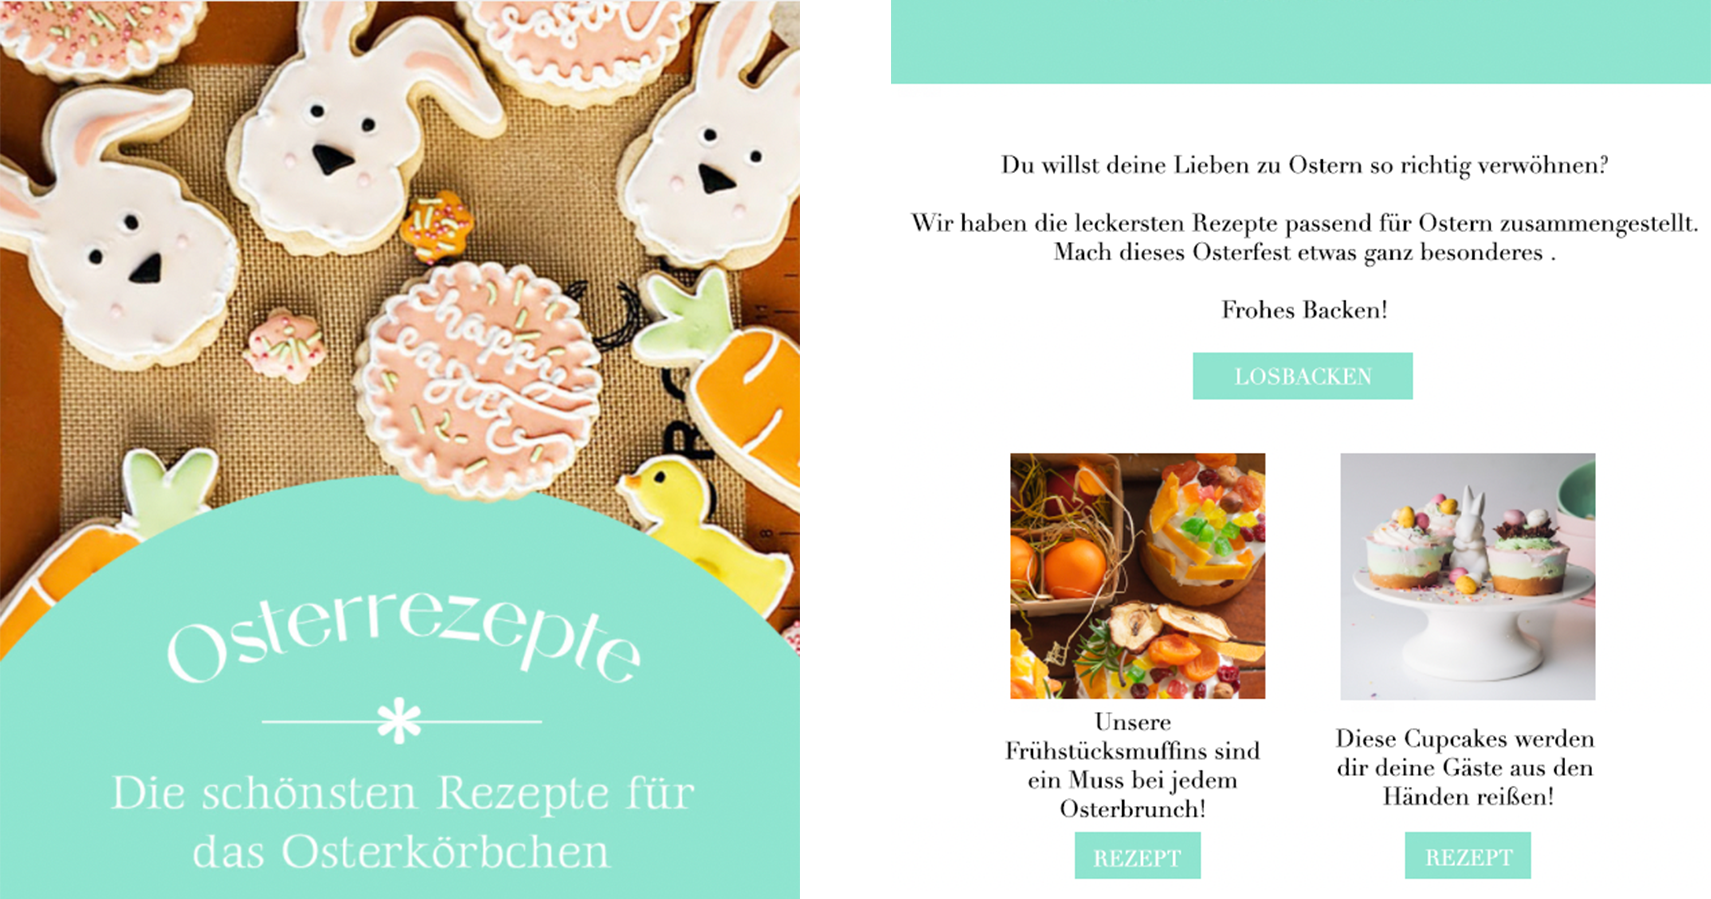 happy
easter
Osterrezepte
Die schönsten Rezepte für
das Osterkörbchen
Du willst deine Lieben zu Ostern so richtig verwöhnen?
Wir haben die leckersten Rezepte passend für Ostern zusammengestellt.
Mach dieses Osterfest etwas ganz besonderes .
Frohes Backen!
LOSBACKEN
Unsere
Frühstücksmuffins sind
ein Muss bei jedem
Osterbrunch!
REZEPT
Diese Cupcakes werden
dir deine Gäste aus den
Händen reißen!
REZEPT